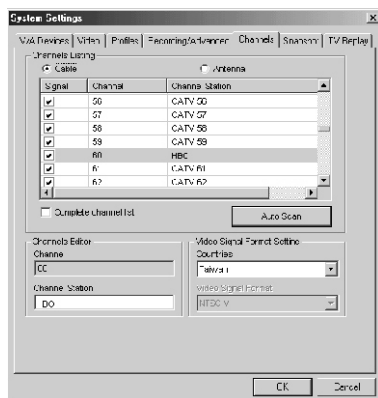 System Settings
V/A Devices Video Profiles Recording/Advanced Channels Snapshot TV Replay
Channels Listing
Cable Antenna
Signal Channel Channel Station
56 CATV 56
57 CATV 57
58 CATV 58
59 CATV 59
60
61 CATV 61
62 CATV 62
Complete channel list
Auto Scan
Channels Editor
Channel
Channel Station
Video Signal Format Setting
Countries
Taiwan
Video Signal Format
NTSC M
OK Cancel